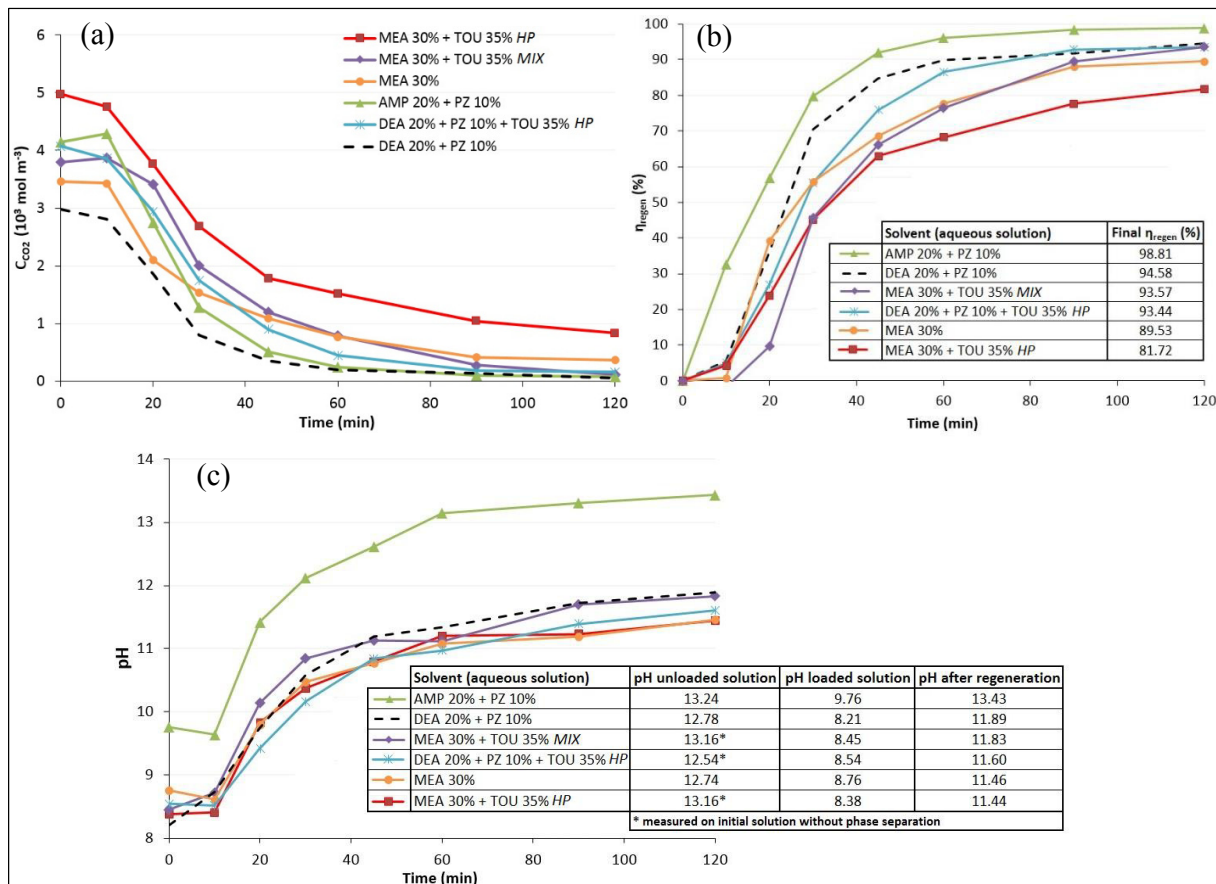 (a)
6
5
4
3
2
1
0
C_CO2 (10³ mol m⁻³)
0 20 40 60 80 100 120
Time (min)
MEA 30% + TOU 35% HP
MEA 30% + TOU 35% MIX
MEA 30%
AMP 20% + PZ 10%
DEA 20% + PZ 10% + TOU 35% HP
DEA 20% + PZ 10%
(b)
100
90
80
70
60
50
40
30
20
10
0
η_regen (%)
0 20 40 60 80 100 120
Time (min)
Solvent (aqueous solution) Final η_regen (%)
AMP 20% + PZ 10% 98.81
DEA 20% + PZ 10% 94.58
MEA 30% + TOU 35% MIX 93.57
DEA 20% + PZ 10% + TOU 35% HP 93.44
MEA 30% 89.53
MEA 30% + TOU 35% HP 81.72
(c)
14
13
12
11
10
9
8
pH
0 20 40 60 80 100 120
Time (min)
Solvent (aqueous solution) pH unloaded solution pH loaded solution pH after regeneration
AMP 20% + PZ 10% 13.24 9.76 13.43
DEA 20% + PZ 10% 12.78 8.21 11.89
MEA 30% + TOU 35% MIX 13.16* 8.45 11.83
DEA 20% + PZ 10% + TOU 35% HP 12.54* 8.54 11.60
MEA 30% 12.74 8.76 11.46
MEA 30% + TOU 35% HP 13.16* 8.38 11.44
* measured on initial solution without phase separation